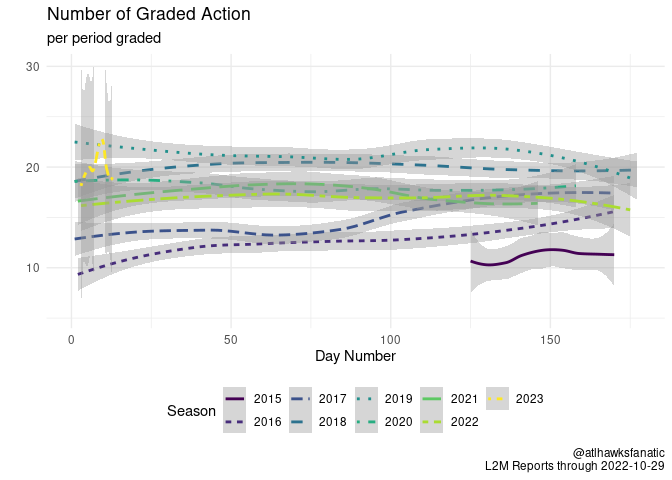 Number of Graded Action
per period graded
30
20
10
0 50 100 150
Day Number
Season
2015 2017 2019 2021 2023
2016 2018 2020 2022
@atlhawksfanatic
L2M Reports through 2022-10-29